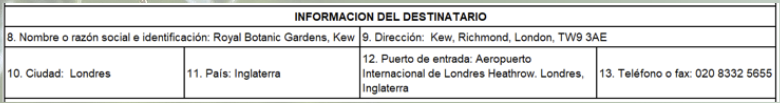 INFORMACION DEL DESTINATARIO
8. Nombre o razón social e identificación: Royal Botanic Gardens, Kew
9. Dirección: Kew, Richmond, London, TW9 3AE
10. Ciudad: Londres
11. País: Inglaterra
12. Puerto de entrada: Aeropuerto
Internacional de Londres Heathrow. Londres,
Inglaterra
13. Teléfono o fax: 020 8332 5655